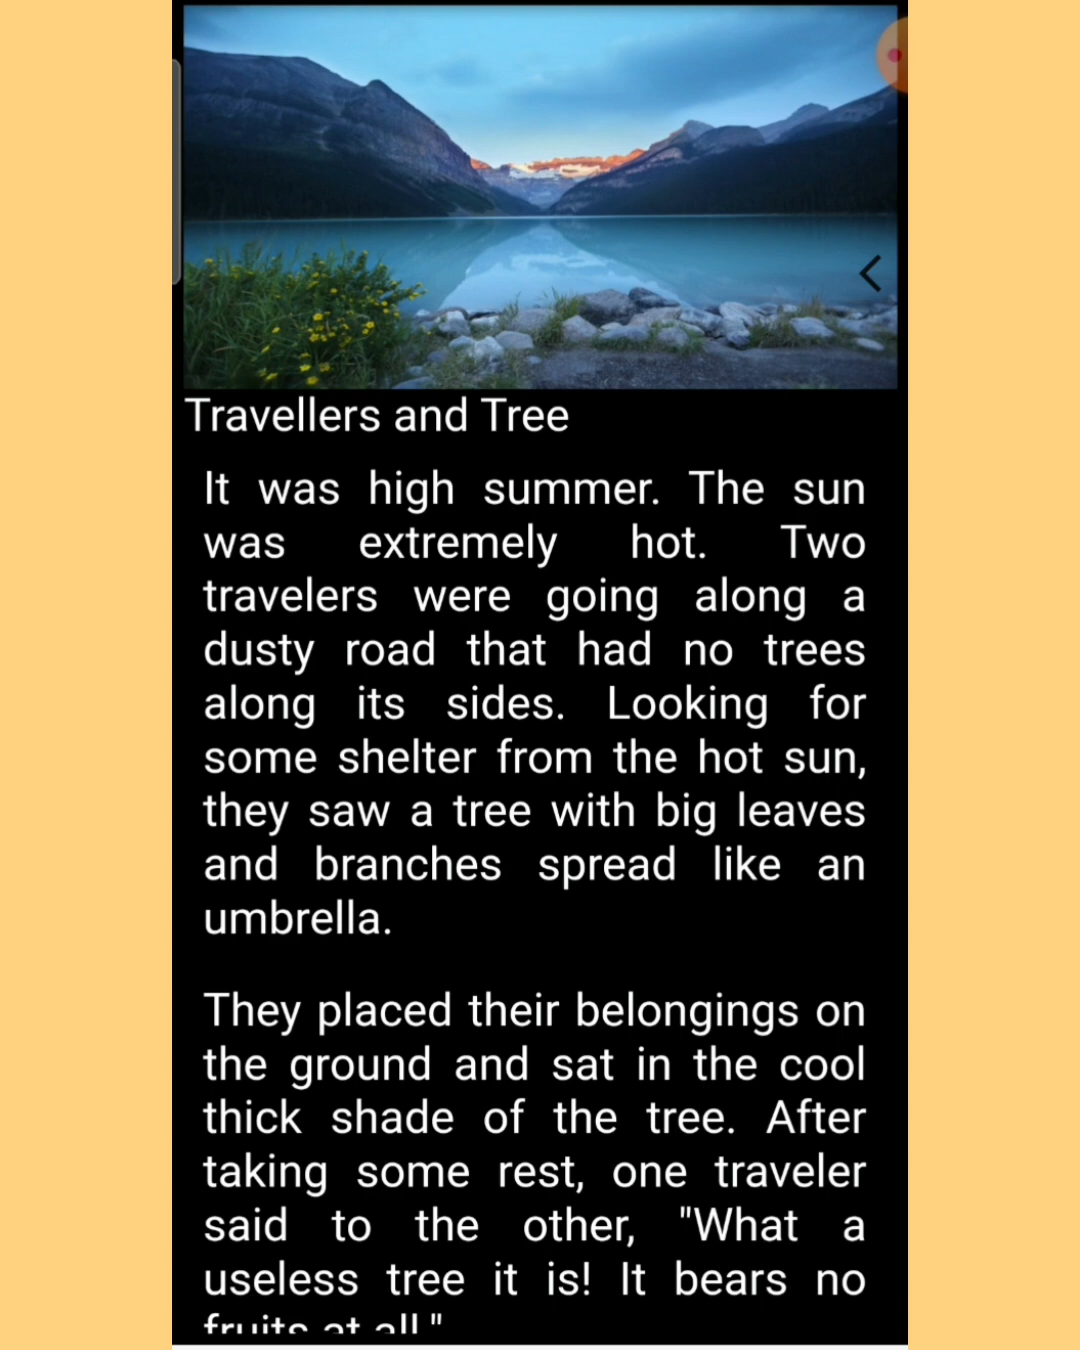 Travellers and Tree
It was high summer. The sun
was extremely hot. Two
travelers were going along a
dusty road that had no trees
along its sides. Looking for
some shelter from the hot sun,
they saw a tree with big leaves
and branches spread like an
umbrella.
They placed their belongings on
the ground and sat in the cool
thick shade of the tree. After
taking some rest, one traveler
said to the other, "What a
useless tree it is! It bears no
fruits at all."